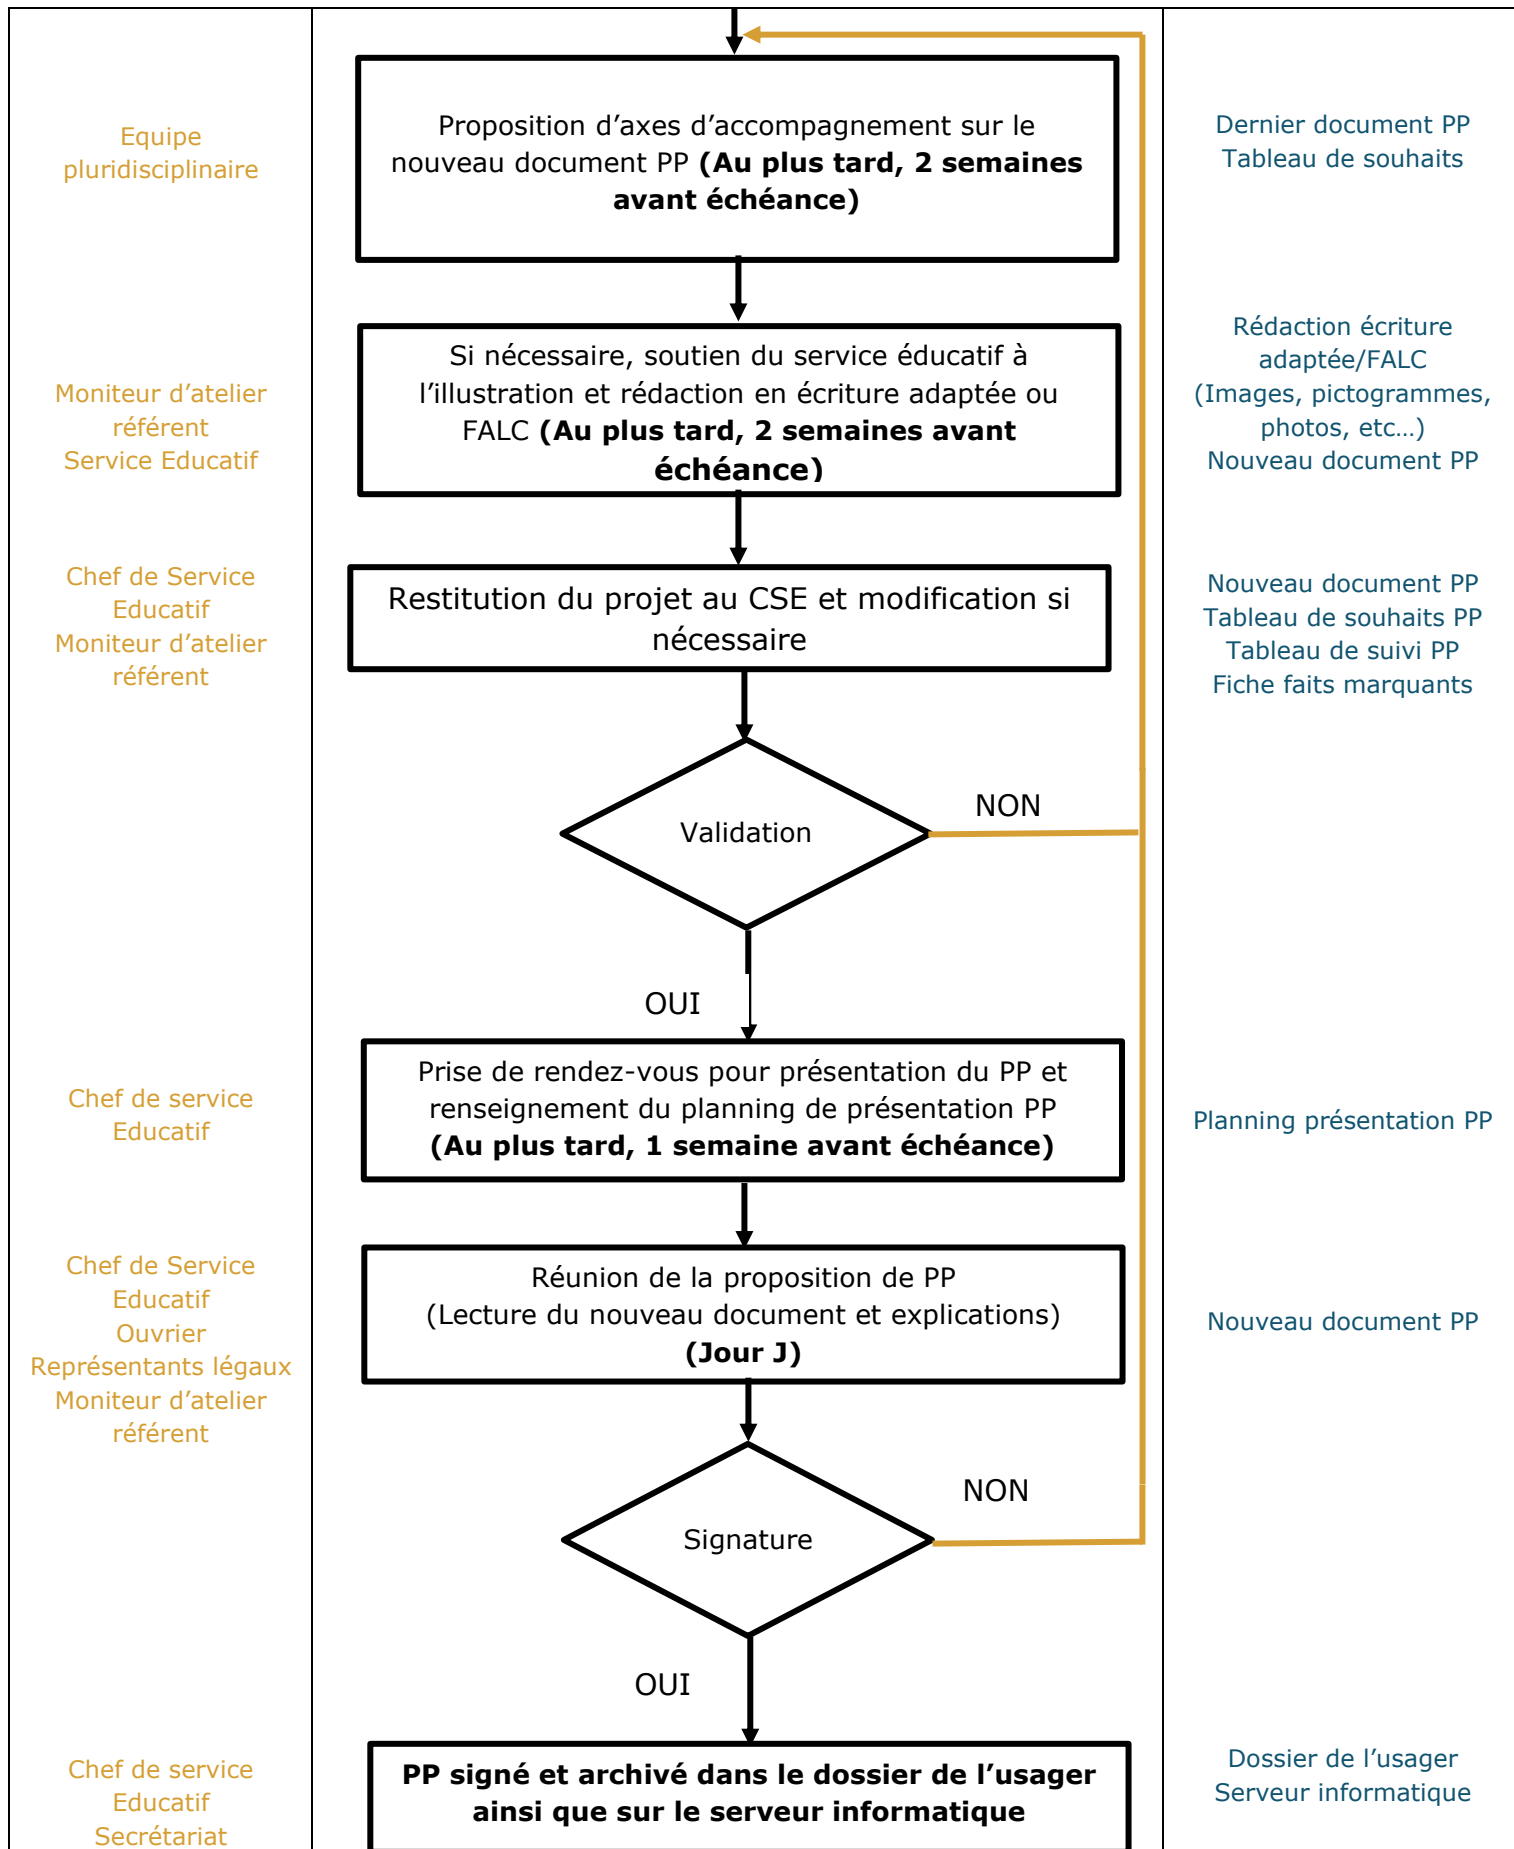 Equipe
pluridisciplinaire
Proposition d’axes d’accompagnement sur le
nouveau document PP (Au plus tard, 2 semaines
avant échéance)
Dernier document PP
Tableau de souhaits
Moniteur d’atelier
référent
Service Educatif
Si nécessaire, soutien du service éducatif à
l’illustration et rédaction en écriture adaptée ou
FALC (Au plus tard, 2 semaines avant
échéance)
Rédaction écriture
adaptée/FALC
(Images, pictogrammes,
photos, etc…)
Nouveau document PP
Chef de Service
Educatif
Moniteur d’atelier
référent
Restitution du projet au CSE et modification si
nécessaire
Nouveau document PP
Tableau de souhaits PP
Tableau de suivi PP
Fiche faits marquants
Validation
NON
OUI
Chef de service
Educatif
Prise de rendez-vous pour présentation du PP et
renseignement du planning de présentation PP
(Au plus tard, 1 semaine avant échéance)
Planning présentation PP
Chef de Service
Educatif
Ouvrier
Représentants légaux
Moniteur d’atelier
référent
Réunion de la proposition de PP
(Lecture du nouveau document et explications)
(Jour J)
Nouveau document PP
Signature
NON
OUI
Chef de service
Educatif
Secrétariat
PP signé et archivé dans le dossier de l’usager
ainsi que sur le serveur informatique
Dossier de l’usager
Serveur informatique